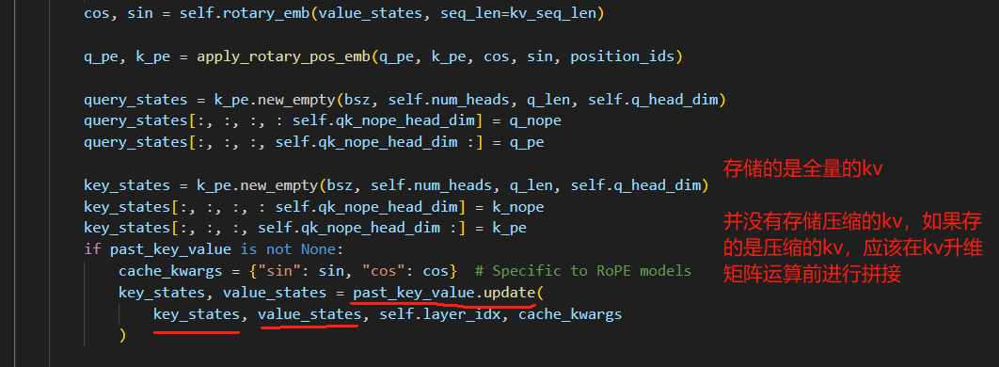 cos, sin = self.rotary_emb(value_states, seq_len=kv_seq_len)
q_pe, k_pe = apply_rotary_pos_emb(q_pe, k_pe, cos, sin, position_ids)
query_states = k_pe.new_empty(bsz, self.num_heads, q_len, self.q_head_dim)
query_states[:, :, :, : self.qk_nope_head_dim] = q_nope
query_states[:, :, :, self.qk_nope_head_dim :] = q_pe
key_states = k_pe.new_empty(bsz, self.num_heads, q_len, self.q_head_dim)
key_states[:, :, :, : self.qk_nope_head_dim] = k_nope
key_states[:, :, :, self.qk_nope_head_dim :] = k_pe
if past_key_value is not None:
cache_kwargs = {"sin": sin, "cos": cos}  # Specific to RoPE models
key_states, value_states = past_key_value.update(
key_states, value_states, self.layer_idx, cache_kwargs
)
存储的是全量的kv
并没有存储压缩的kv，如果存
的是压缩的kv，应该在kv升维
矩阵运算前进行拼接